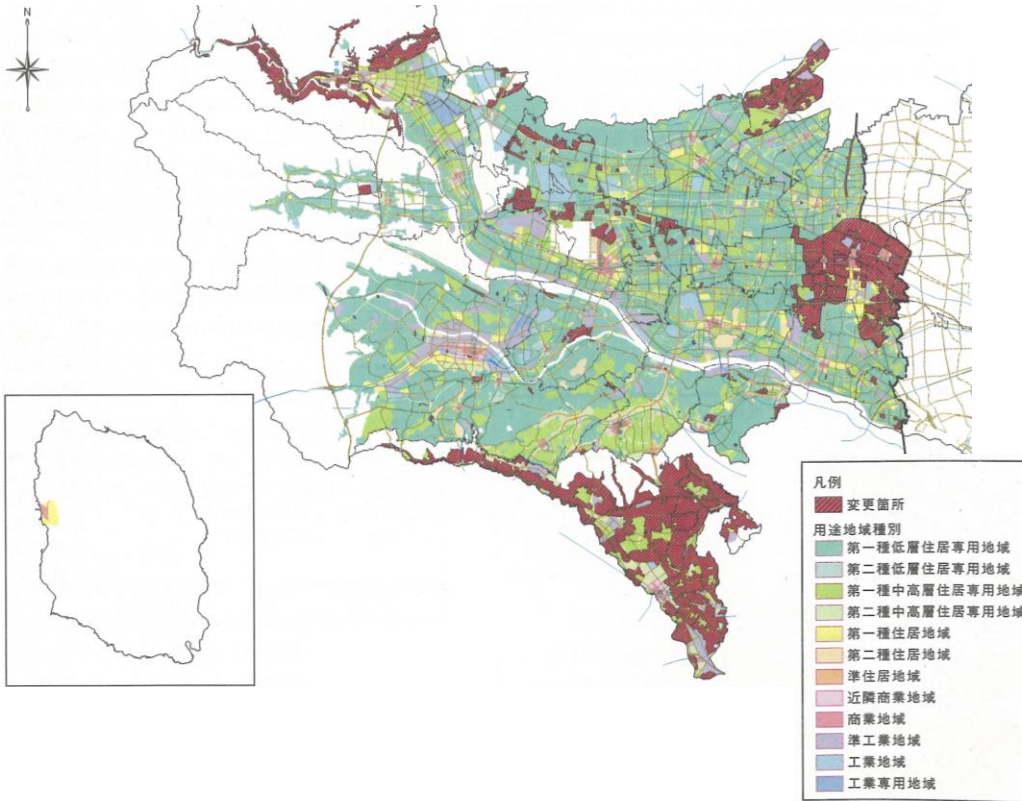 N
凡例
変更箇所
用途地域種別
第一種低層住居専用地域
第二種低層住居専用地域
第一種中高層住居専用地域
第二種中高層住居専用地域
第一種住居地域
第二種住居地域
準住居地域
近隣商業地域
商業地域
準工業地域
工業地域
工業専用地域